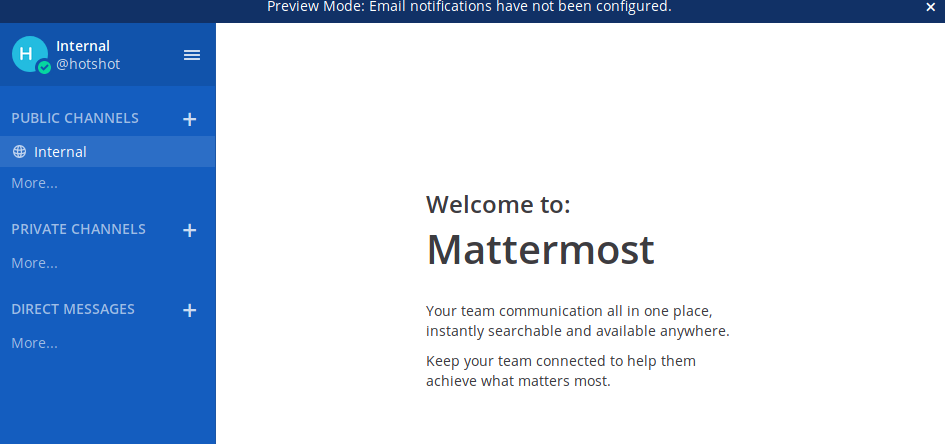 Preview Mode: Email notifications have not been configured.
H
Internal
@hotshot
PUBLIC CHANNELS
Internal
More...
PRIVATE CHANNELS
More...
DIRECT MESSAGES
More...
Welcome to:
Mattermost
Your team communication all in one place,
instantly searchable and available anywhere.
Keep your team connected to help them
achieve what matters most.